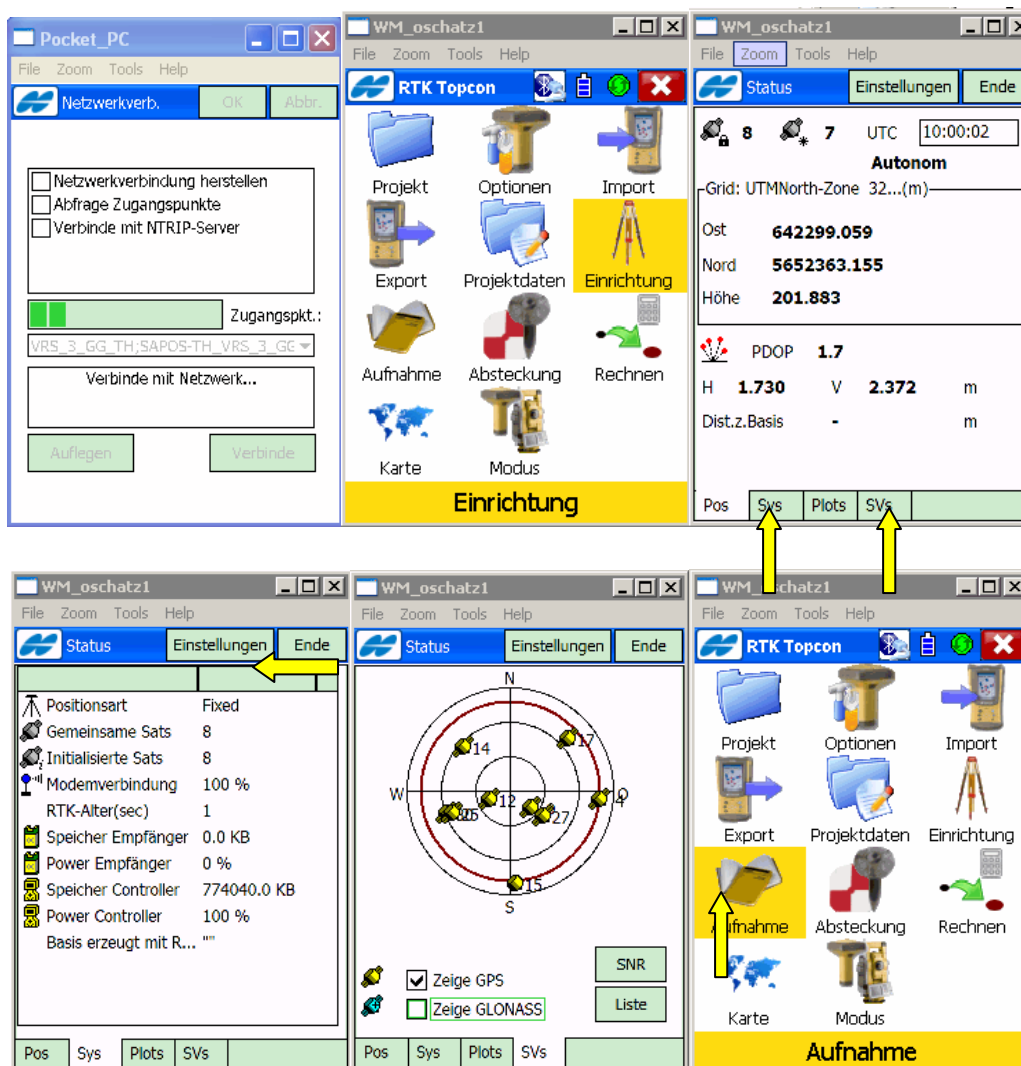 Pocket_PC
File Zoom Tools Help
Netzwerkverb. OK Abbr.
Netzwerkverbindung herstellen
Abfrage Zugangspunkte
Verbinde mit NTRIP-Server
Zugangspkt.:
VRS_3_GG_TH;SAPOS-TH_VRS_3_GG
Verbinde mit Netzwerk...
Auflegen Verbinde
WM_oschatz1
File Zoom Tools Help
RTK Topcon
Projekt Optionen Import
Export Projektdaten Einrichtung
Aufnahme Absteckung Rechnen
Karte Modus
Einrichtung
WM_oschatz1
File Zoom Tools Help
Status Einstellungen Ende
8 7 UTC 10:00:02
Autonom
Grid: UTMNorth-Zone 32...(m)
Ost 642299.059
Nord 5652363.155
Höhe 201.883
PDOP 1.7
H 1.730 V 2.372 m
Dist.z.Basis - m
Pos Sys Plots SVs
WM_oschatz1
File Zoom Tools Help
Status Einstellungen Ende
Positionsart Fixed
Gemeinsame Sats 8
Initialisierte Sats 8
Modemverbindung 100 %
RTK-Alter(sec) 1
Speicher Empfänger 0.0 KB
Power Empfänger 0 %
Speicher Controller 774040.0 KB
Power Controller 100 %
Basis erzeugt mit R... ""
Pos Sys Plots SVs
WM_oschatz1
File Zoom Tools Help
Status Einstellungen Ende
N
14 17
W 12 4 O
27
15
S
SNR
Zeige GPS
Zeige GLONASS Liste
Pos Sys Plots SVs
WM_oschatz1
File Zoom Tools Help
RTK Topcon
Projekt Optionen Import
Export Projektdaten Einrichtung
Aufnahme Absteckung Rechnen
Karte Modus
Aufnahme